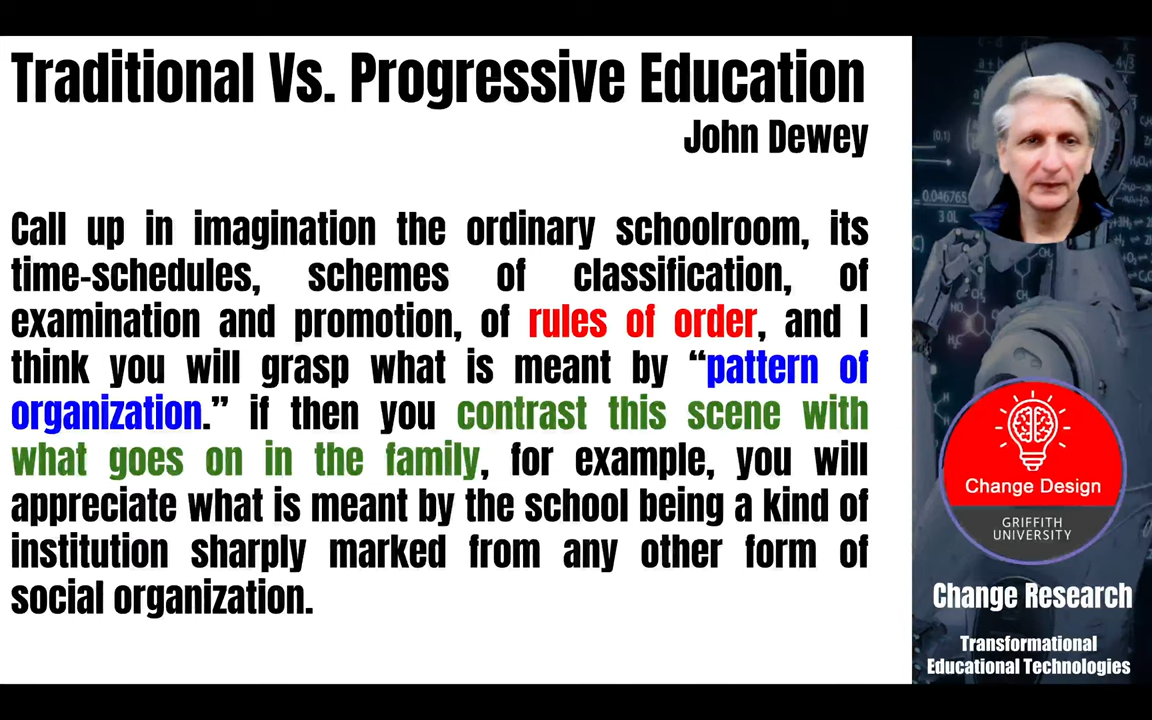 Traditional Vs. Progressive Education
John Dewey
Call up in imagination the ordinary schoolroom, its
time-schedules, schemes of classification, of
examination and promotion, of rules of order, and I
think you will grasp what is meant by “pattern of
organization.” if then you contrast this scene with
what goes on in the family, for example, you will
appreciate what is meant by the school being a kind of
institution sharply marked from any other form of
social organization.
Change Design
GRIFFITH
UNIVERSITY
Change Research
Transformational
Educational Technologies
0.046765